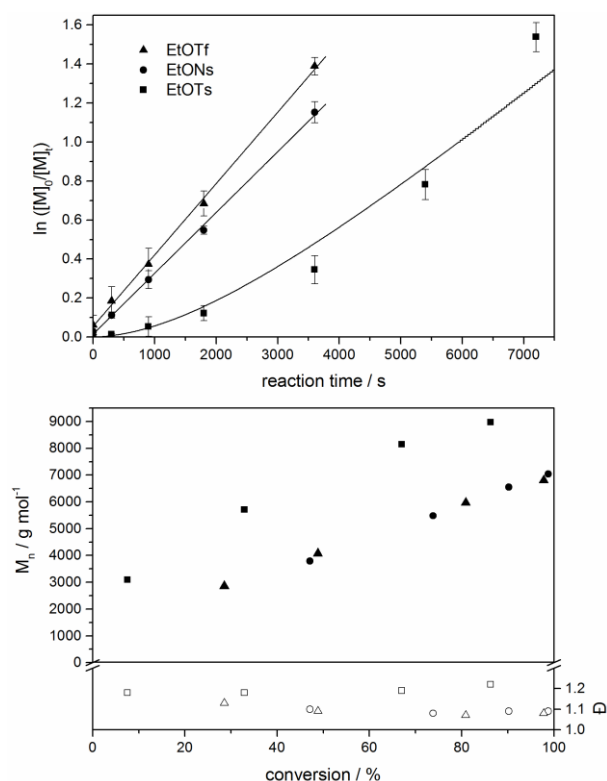 1.6
1.4
1.2
1.0
0.8
0.6
0.4
0.2
0.0
ln ([M]0/[M]t)
EtOTf
EtONs
EtOTs
0 1000 2000 3000 4000 5000 6000 7000
reaction time / s
9000
8000
7000
6000
5000
4000
3000
2000
1000
0
Mn / g mol-1
1.2
1.1
1.0
Đ
0 20 40 60 80 100
conversion / %